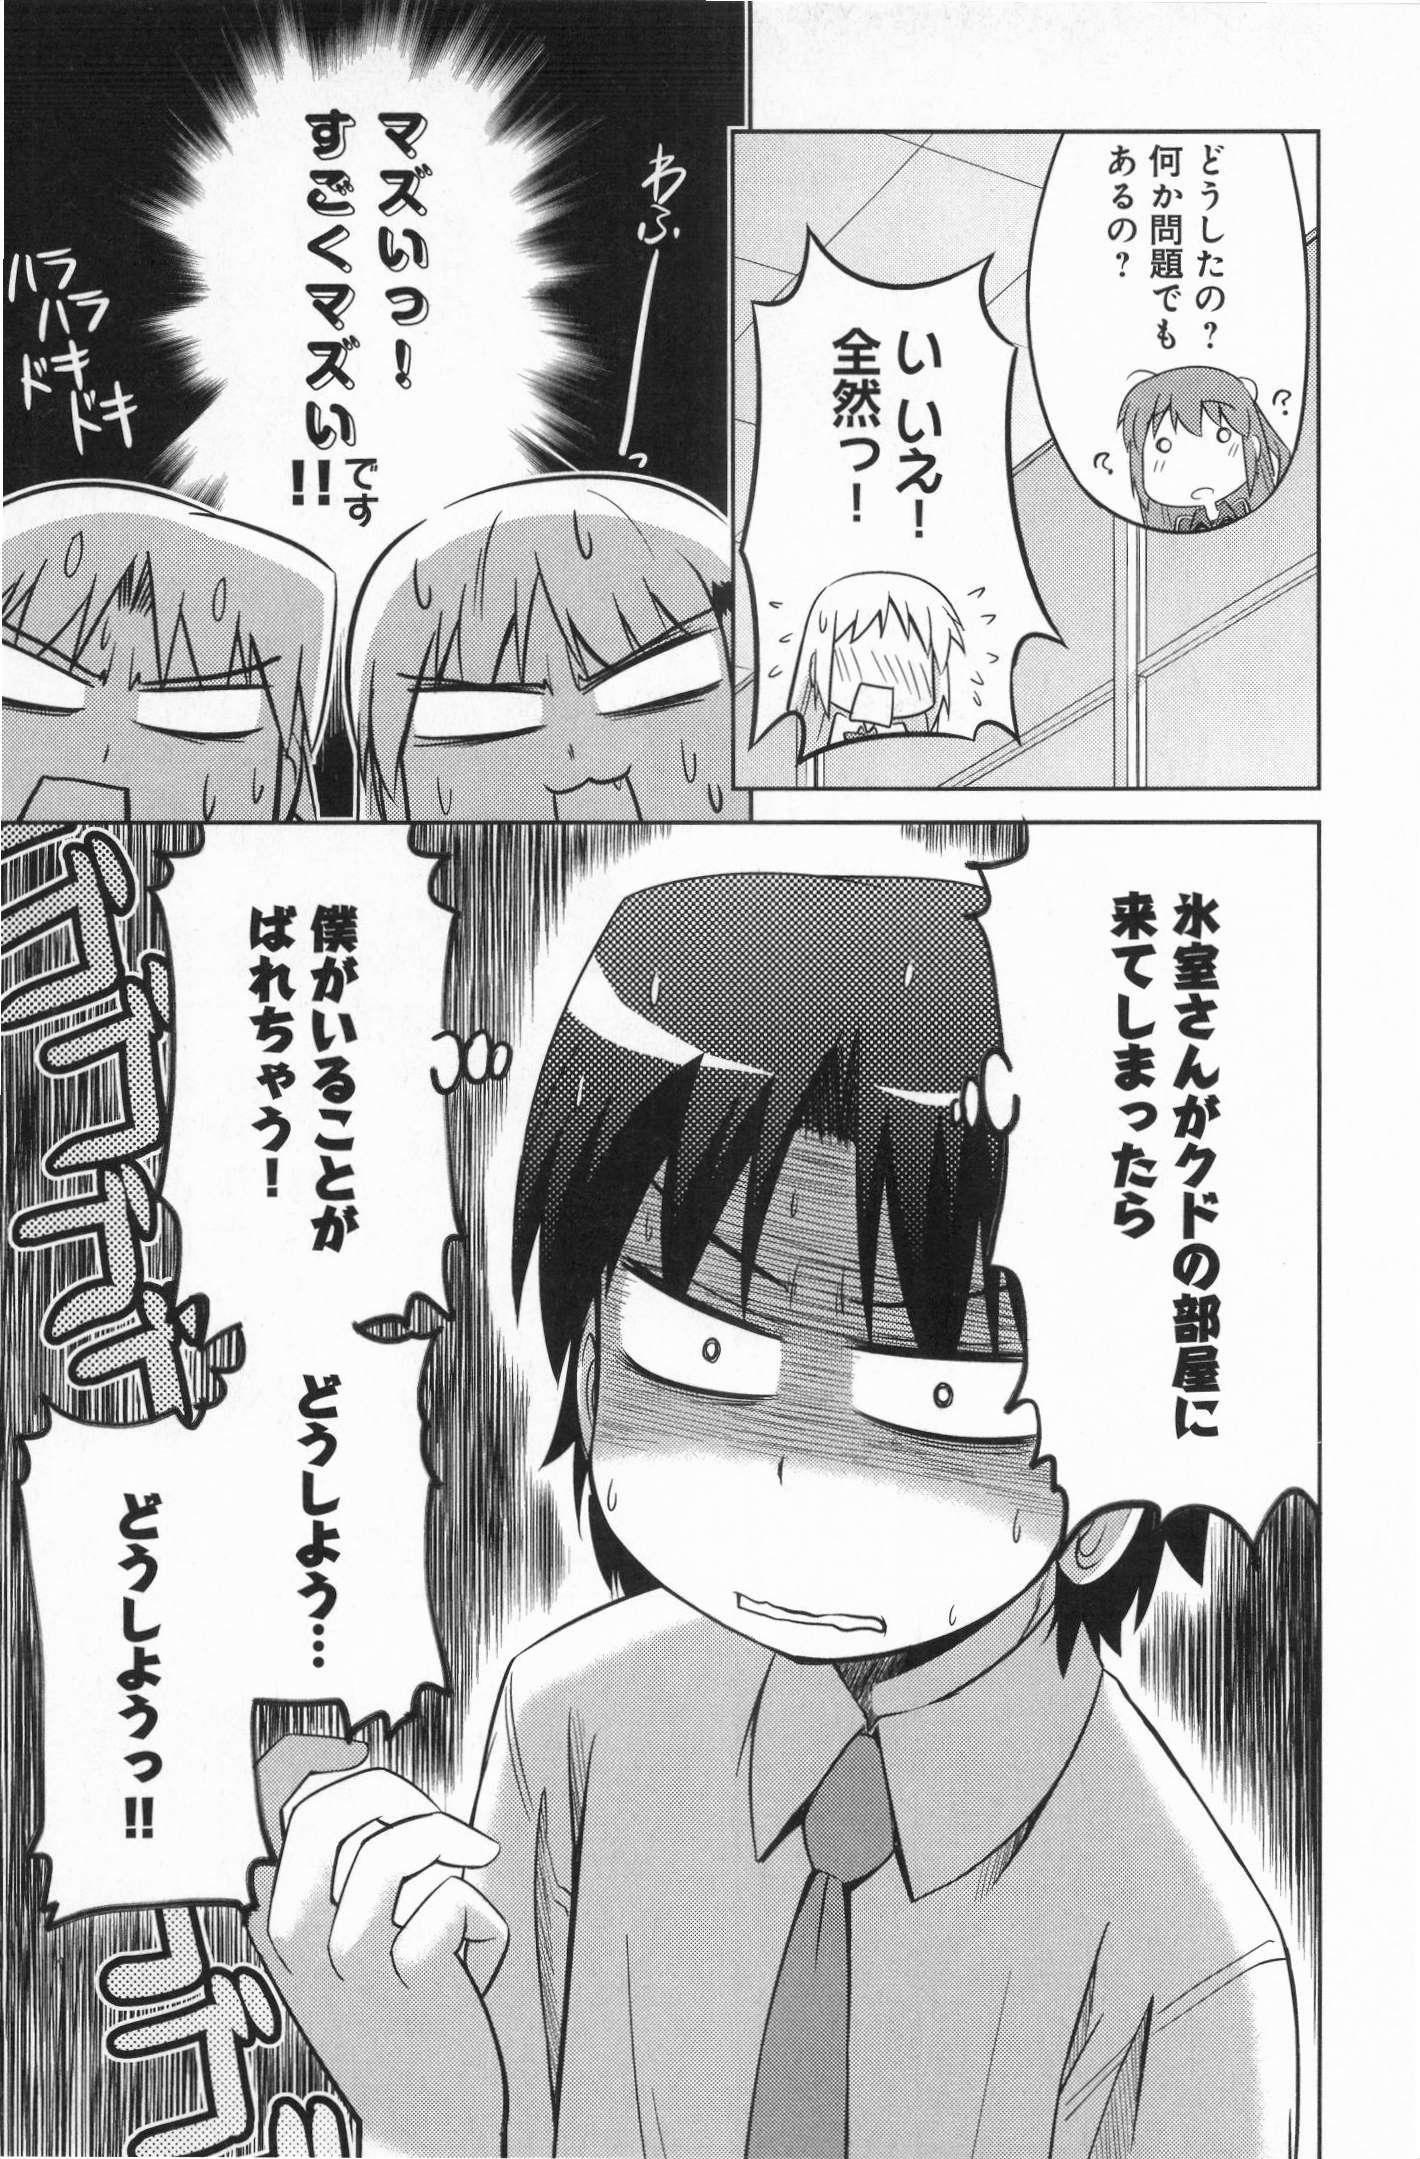 どうしたの？
何か問題でも
あるの？
いいえ！
全然っ！
わふーっ
マズいっ！
すごくマズい!!
です
ハラ
ハラ
ドキ
ドキ
氷室さんがクドの部屋に
来てしまったら
僕がいることが
ばれちゃう！
どうしよう…
どうしようっ!!